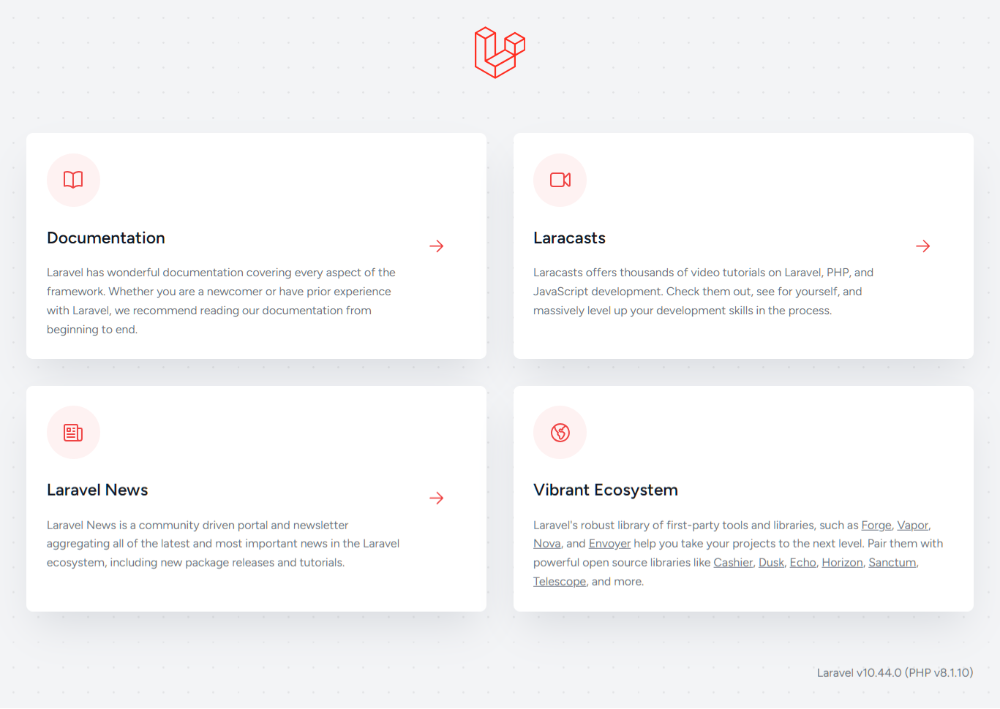 Documentation
Laravel has wonderful documentation covering every aspect of the
framework. Whether you are a newcomer or have prior experience
with Laravel, we recommend reading our documentation from
beginning to end.
Laracasts
Laracasts offers thousands of video tutorials on Laravel, PHP, and
JavaScript development. Check them out, see for yourself, and
massively level up your development skills in the process.
Laravel News
Laravel News is a community driven portal and newsletter
aggregating all of the latest and most important news in the Laravel
ecosystem, including new package releases and tutorials.
Vibrant Ecosystem
Laravel's robust library of first-party tools and libraries, such as Forge, Vapor,
Nova, and Envoyer help you take your projects to the next level. Pair them with
powerful open source libraries like Cashier, Dusk, Echo, Horizon, Sanctum,
Telescope, and more.
Laravel v10.44.0 (PHP v8.1.10)